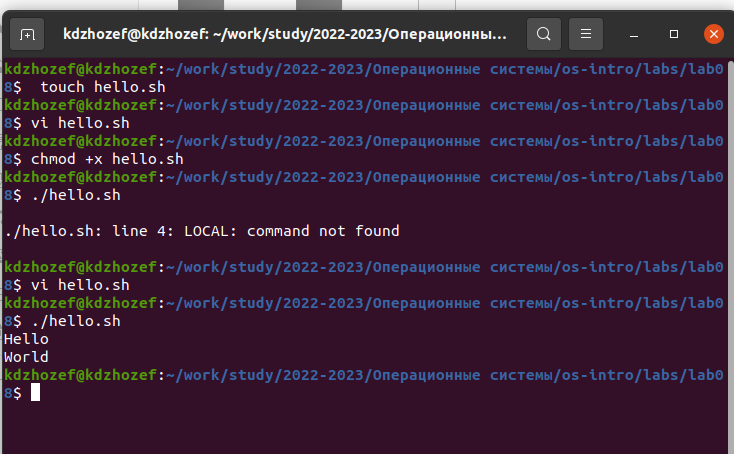 kdzhozef@kdzhozef: ~/work/study/2022-2023/Операционны...
kdzhozef@kdzhozef:~/work/study/2022-2023/Операционные системы/os-intro/labs/lab0
8$  touch hello.sh
kdzhozef@kdzhozef:~/work/study/2022-2023/Операционные системы/os-intro/labs/lab0
8$ vi hello.sh
kdzhozef@kdzhozef:~/work/study/2022-2023/Операционные системы/os-intro/labs/lab0
8$ chmod +x hello.sh
kdzhozef@kdzhozef:~/work/study/2022-2023/Операционные системы/os-intro/labs/lab0
8$ ./hello.sh
./hello.sh: line 4: LOCAL: command not found
kdzhozef@kdzhozef:~/work/study/2022-2023/Операционные системы/os-intro/labs/lab0
8$ vi hello.sh
kdzhozef@kdzhozef:~/work/study/2022-2023/Операционные системы/os-intro/labs/lab0
8$ ./hello.sh
Hello
World
kdzhozef@kdzhozef:~/work/study/2022-2023/Операционные системы/os-intro/labs/lab0
8$